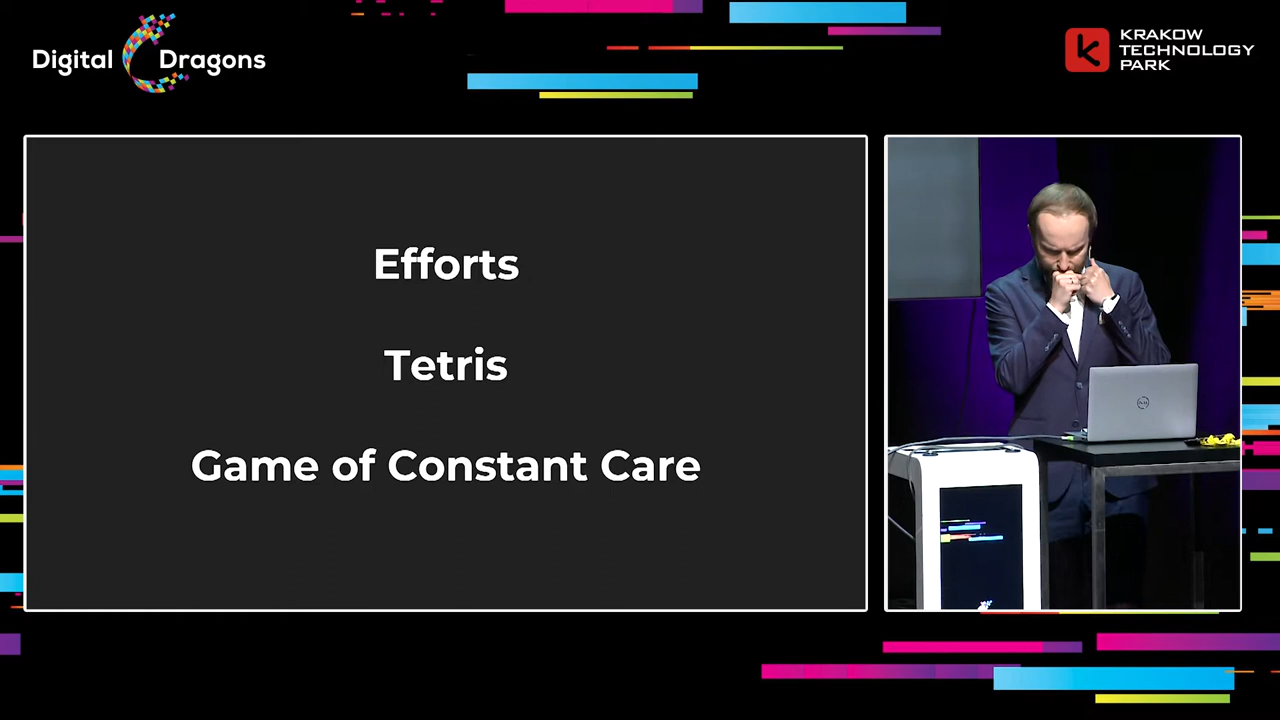 Digital Dragons
KRAKOW
TECHNOLOGY
PARK
Efforts
Tetris
Game of Constant Care